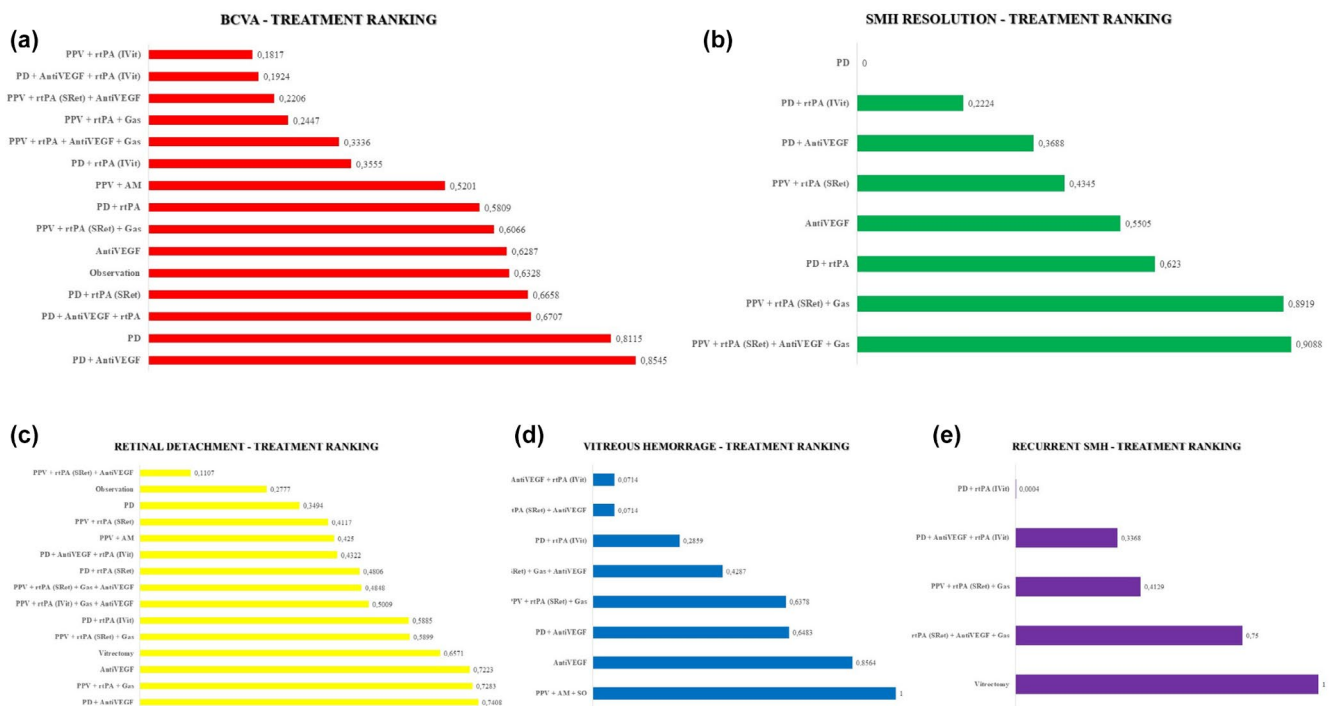 (a)
BCVA - TREATMENT RANKING
PPV + rtPA (IVit) 0,1817
PD + AntiVEGF + rtPA (IVit) 0,1924
PPV + rtPA (SRet) + AntiVEGF 0,2206
PPV + rtPA + Gas 0,2447
PPV + rtPA + AntiVEGF + Gas 0,3336
PD + rtPA (IVit) 0,3555
PPV + AM 0,5201
PD + rtPA 0,5809
PPV + rtPA (SRet) + Gas 0,6066
AntiVEGF 0,6287
Observation 0,6328
PD + rtPA (SRet) 0,6658
PD + AntiVEGF + rtPA 0,6707
PD 0,8115
PD + AntiVEGF 0,8545
(b)
SMH RESOLUTION - TREATMENT RANKING
PD 0
PD + rtPA (IVit) 0,2224
PD + AntiVEGF 0,3688
PPV + rtPA (SRet) 0,4345
AntiVEGF 0,5505
PD + rtPA 0,623
PPV + rtPA (SRet) + Gas 0,8919
PPV + rtPA (SRet) + AntiVEGF + Gas 0,9088
(c)
RETINAL DETACHMENT - TREATMENT RANKING
PPV + rtPA (SRet) + AntiVEGF 0,1107
Observation 0,2777
PD 0,3494
PPV + rtPA (SRet) 0,4117
PPV + AM 0,425
PD + AntiVEGF + rtPA (IVit) 0,4322
PD + rtPA (SRet) 0,4806
PPV + rtPA (SRet) + Gas + AntiVEGF 0,4848
PPV + rtPA (IVit) + Gas + AntiVEGF 0,5009
PD + rtPA (IVit) 0,5885
PPV + rtPA (SRet) + Gas 0,5899
Vitrectomy 0,6571
AntiVEGF 0,7223
PPV + rtPA + Gas 0,7283
PD + AntiVEGF 0,7408
(d)
VITREOUS HEMORRAGE - TREATMENT RANKING
AntiVEGF + rtPA (IVit) 0,0714
tPA (SRet) + AntiVEGF 0,0714
PD + rtPA (IVit) 0,2859
SRet) + Gas + AntiVEGF 0,4287
PPV + rtPA (SRet) + Gas 0,6378
PD + AntiVEGF 0,6483
AntiVEGF 0,8564
PPV + AM + SO 1
(e)
RECURRENT SMH - TREATMENT RANKING
PD + rtPA (IVit) 0,0004
PD + AntiVEGF + rtPA (IVit) 0,3368
PPV + rtPA (SRet) + Gas 0,4129
rtPA (SRet) + AntiVEGF + Gas 0,75
Vitrectomy 1